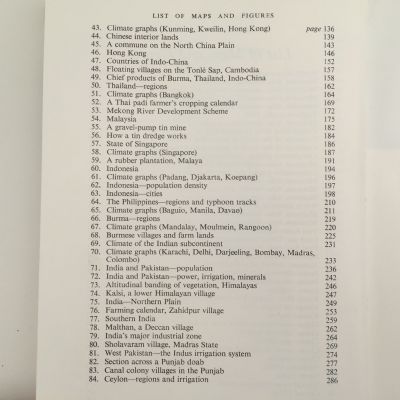 LIST OF MAPS AND FIGURES
43. Climate graphs (Kunming, Kweilin, Hong Kong) page 136
44. Chinese interior lands 139
45. A commune on the North China Plain 143
46. Hong Kong 146
47. Countries of Indo-China 152
48. Floating villages on the Tonlé Sap, Cambodia 157
49. Chief products of Burma, Thailand, Indo-China 158
50. Thailand—regions 162
51. Climate graphs (Bangkok) 164
52. A Thai padi farmer's cropping calendar 169
53. Mekong River Development Scheme 172
54. Malaysia 175
55. A gravel-pump tin mine 182
56. How a tin dredge works 184
57. State of Singapore 186
58. Climate graphs (Singapore) 187
59. A rubber plantation, Malaya 191
60. Indonesia 194
61. Climate graphs (Padang, Djakarta, Koepang) 196
62. Indonesia—population density 197
63. Indonesia—cities 198
64. The Philippines—regions and typhoon tracks 210
65. Climate graphs (Baguio, Manila, Davao) 211
66. Burma—regions 219
67. Climate graphs (Mandalay, Moulmein, Rangoon) 220
68. Burmese villages and farm lands 225
69. Climate of the Indian subcontinent 231
70. Climate graphs (Karachi, Delhi, Darjeeling, Bombay, Madras,
Colombo) 233
71. India and Pakistan—population 236
72. India and Pakistan—power, irrigation, minerals 242
73. Altitudinal banding of vegetation, Himalayas 246
74. Kalsi, a lower Himalayan village 247
75. India—Northern Plain 249
76. Farming calendar, Zahidpur village 253
77. Southern India 259
78. Malthan, a Deccan village 262
79. India's major industrial zone 264
80. Sholavaram village, Madras State 269
81. West Pakistan—the Indus irrigation system 274
82. Section across a Punjab doab 277
83. Canal colony villages in the Punjab 282
84. Ceylon—regions and irrigation 286